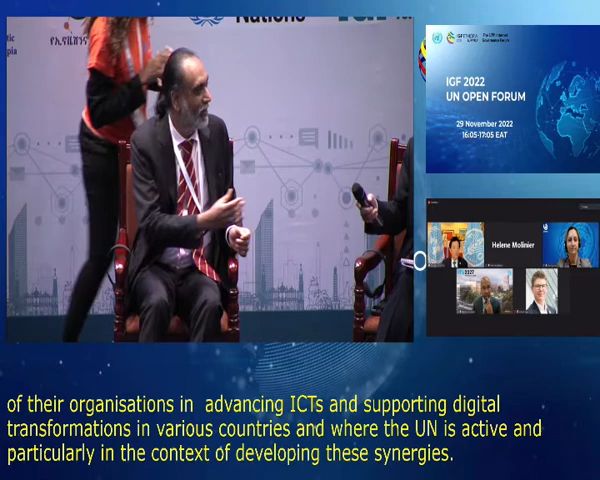 Nations
IGF 2022
UN OPEN FORUM
29 November 2022
16:05-17:05 EAT
Helene Molinier
of their organisations in  advancing ICTs and supporting digital
transformations in various countries and where the UN is active and
particularly in the context of developing these synergies.